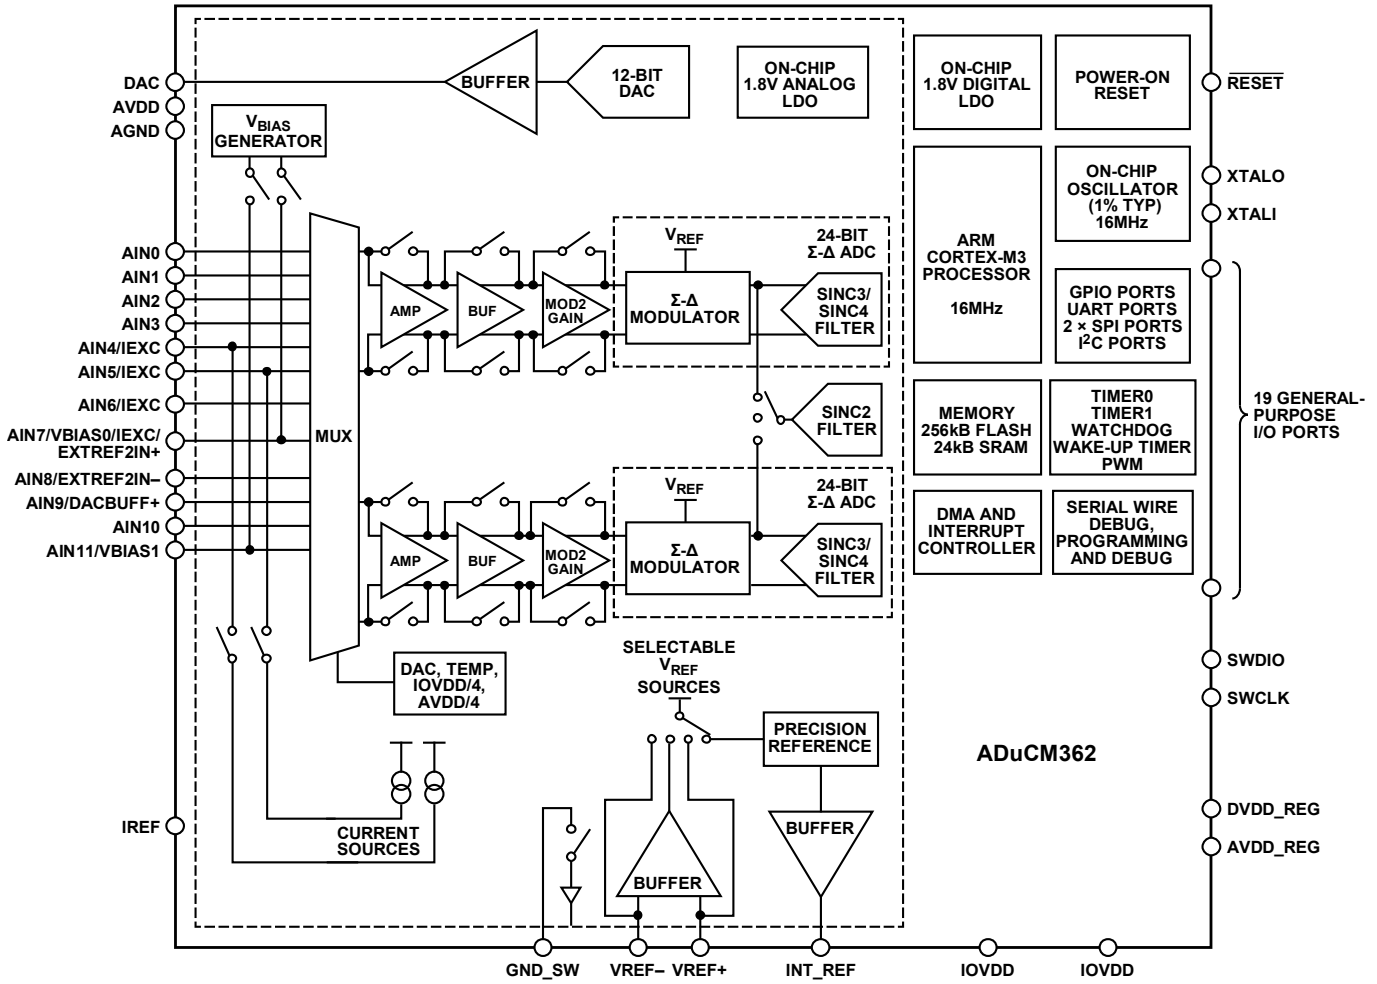 DAC
AVDD
AGND
V_BIAS
GENERATOR
BUFFER
12-BIT
DAC
ON-CHIP
1.8V ANALOG
LDO
ON-CHIP
1.8V DIGITAL
LDO
POWER-ON
RESET
RESET
AIN0
AIN1
AIN2
AIN3
AIN4/IEXC
AIN5/IEXC
AIN6/IEXC
AIN7/VBIAS0/IEXC/
EXTREF2IN+
AIN8/EXTREF2IN–
AIN9/DACBUFF+
AIN10
AIN11/VBIAS1
MUX
AMP
BUF
MOD2
GAIN
V_REF
Σ-Δ
MODULATOR
24-BIT
Σ-Δ ADC
SINC3/
SINC4
FILTER
SINC2
FILTER
AMP
BUF
MOD2
GAIN
V_REF
Σ-Δ
MODULATOR
24-BIT
Σ-Δ ADC
SINC3/
SINC4
FILTER
ARM
CORTEX-M3
PROCESSOR
16MHz
ON-CHIP
OSCILLATOR
(1% TYP)
16MHz
XTALO
XTALI
GPIO PORTS
UART PORTS
2 × SPI PORTS
I²C PORTS
MEMORY
256kB FLASH
24kB SRAM
TIMER0
TIMER1
WATCHDOG
WAKE-UP TIMER
PWM
19 GENERAL-
PURPOSE
I/O PORTS
DMA AND
INTERRUPT
CONTROLLER
SERIAL WIRE
DEBUG,
PROGRAMMING
AND DEBUG
DAC, TEMP,
IOVDD/4,
AVDD/4
SELECTABLE
V_REF
SOURCES
PRECISION
REFERENCE
SWDIO
SWCLK
ADuCM362
IREF
CURRENT
SOURCES
BUFFER
BUFFER
DVDD_REG
AVDD_REG
GND_SW
VREF–
VREF+
INT_REF
IOVDD
IOVDD